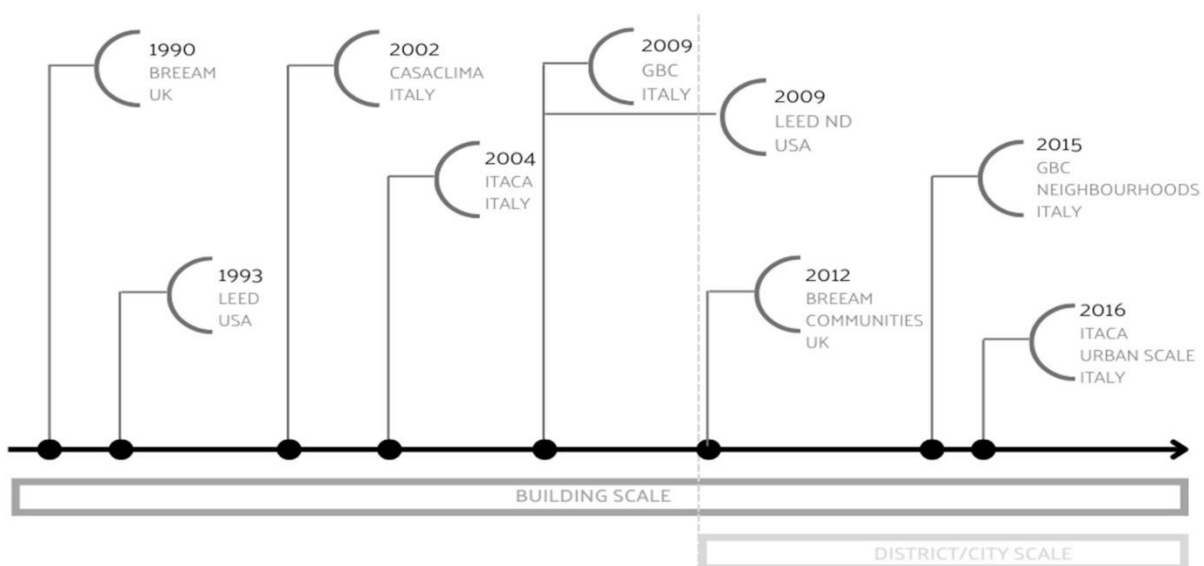 1990
BREEAM
UK
1993
LEED
USA
2002
CASACLIMA
ITALY
2004
ITACA
ITALY
2009
GBC
ITALY
2009
LEED ND
USA
2012
BREEAM
COMMUNITIES
UK
2015
GBC
NEIGHBOURHOODS
ITALY
2016
ITACA
URBAN SCALE
ITALY
BUILDING SCALE
DISTRICT/CITY SCALE